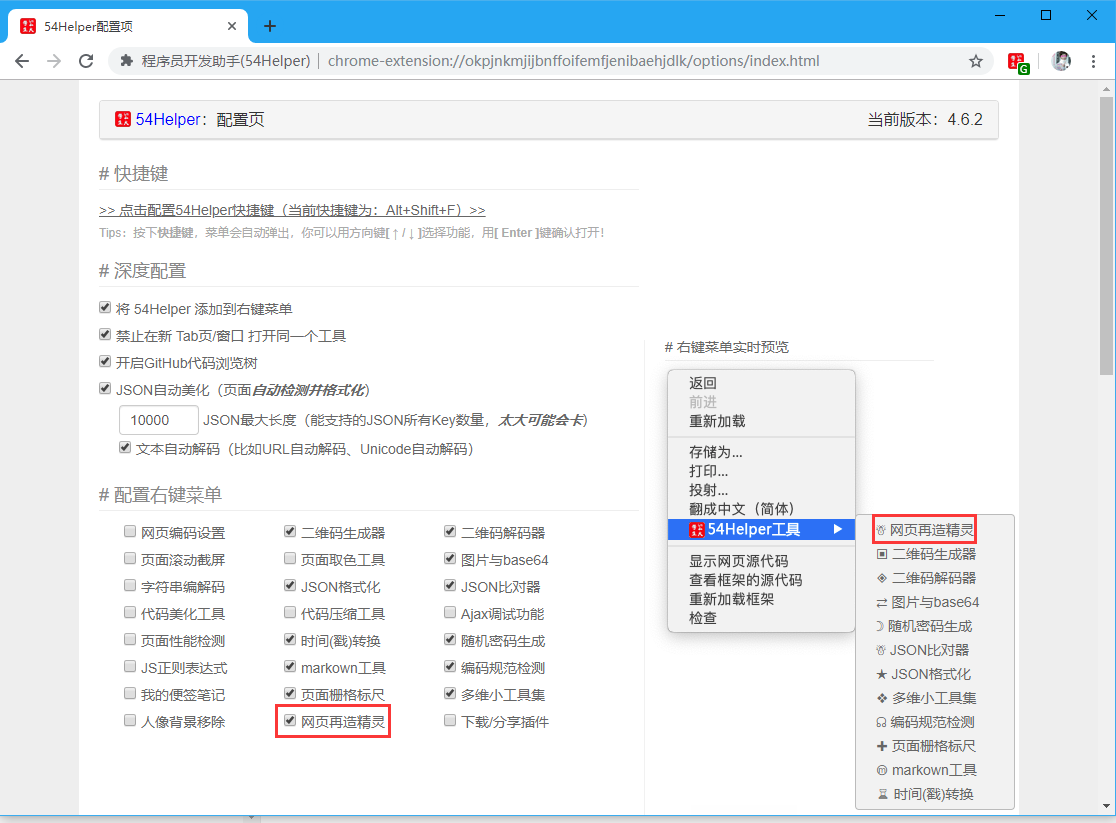 54Helper配置项
程序员开发助手(54Helper) | chrome-extension://okpjnkmjijbnffoifemfjenibaehjdlk/options/index.html
G
54Helper：配置页
当前版本：4.6.2
# 快捷键
>> 点击配置54Helper快捷键（当前快捷键为：Alt+Shift+F）>>
Tips：按下快捷键，菜单会自动弹出，你可以用方向键[ ↑ / ↓ ]选择功能，用[ Enter ]键确认打开！
# 深度配置
将 54Helper 添加到右键菜单
禁止在新 Tab页/窗口 打开同一个工具
开启GitHub代码浏览树
JSON自动美化（页面自动检测并格式化）
10000 JSON最大长度（能支持的JSON所有Key数量，太大可能会卡）
文本自动解码（比如URL自动解码、Unicode自动解码）
# 配置右键菜单
网页编码设置 二维码生成器 二维码解码器
页面滚动截屏 页面取色工具 图片与base64
字符串编解码 JSON格式化 JSON比对器
代码美化工具 代码压缩工具 Ajax调试功能
页面性能检测 时间(戳)转换 随机密码生成
JS正则表达式 markown工具 编码规范检测
我的便签笔记 页面栅格标尺 多维小工具集
人像背景移除 网页再造精灵 下载/分享插件
# 右键菜单实时预览
返回
前进
重新加载
存储为...
打印...
投射...
翻成中文（简体）
54Helper工具
显示网页源代码
查看框架的源代码
重新加载框架
检查
网页再造精灵
二维码生成器
二维码解码器
图片与base64
随机密码生成
JSON比对器
JSON格式化
多维小工具集
编码规范检测
页面栅格标尺
markown工具
时间(戳)转换